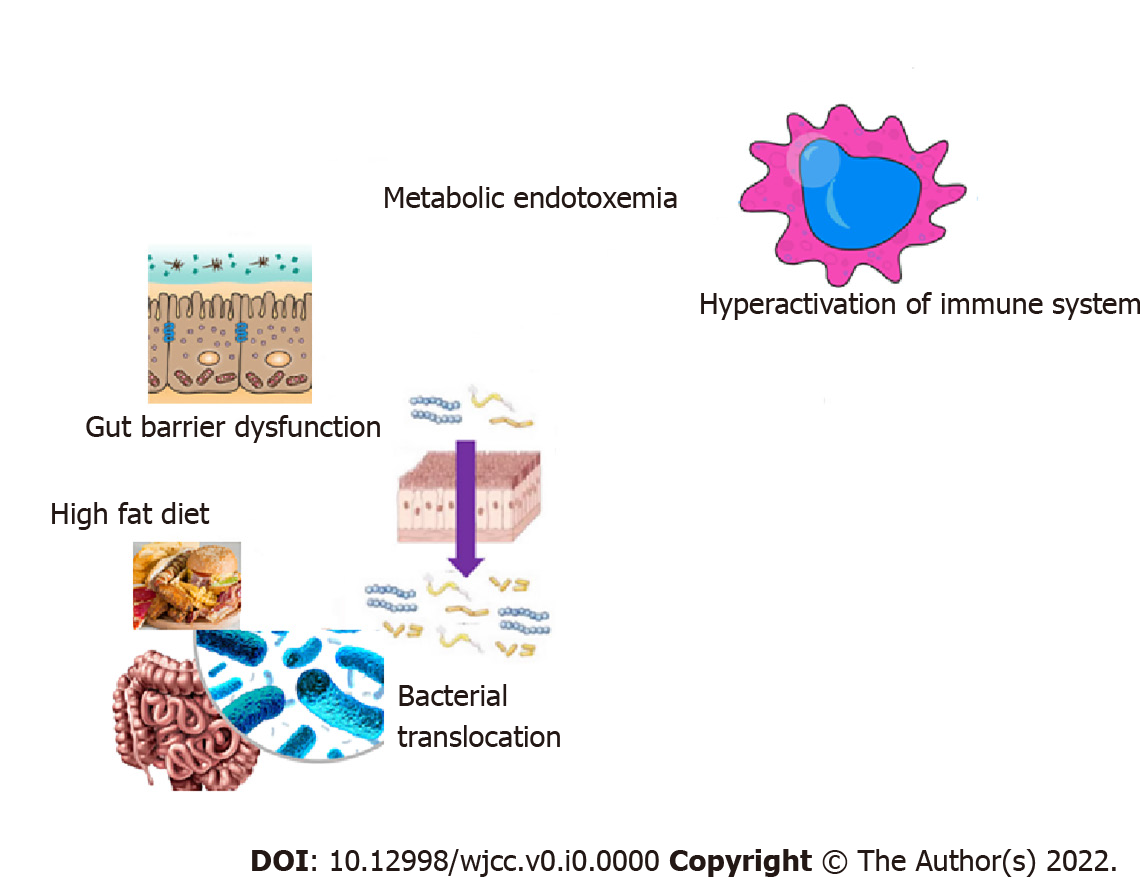 Metabolic endotoxemia
Hyperactivation of immune system
Gut barrier dysfunction
High fat diet
Bacterial
translocation
DOI: 10.12998/wjcc.v0.i0.0000 Copyright © The Author(s) 2022.